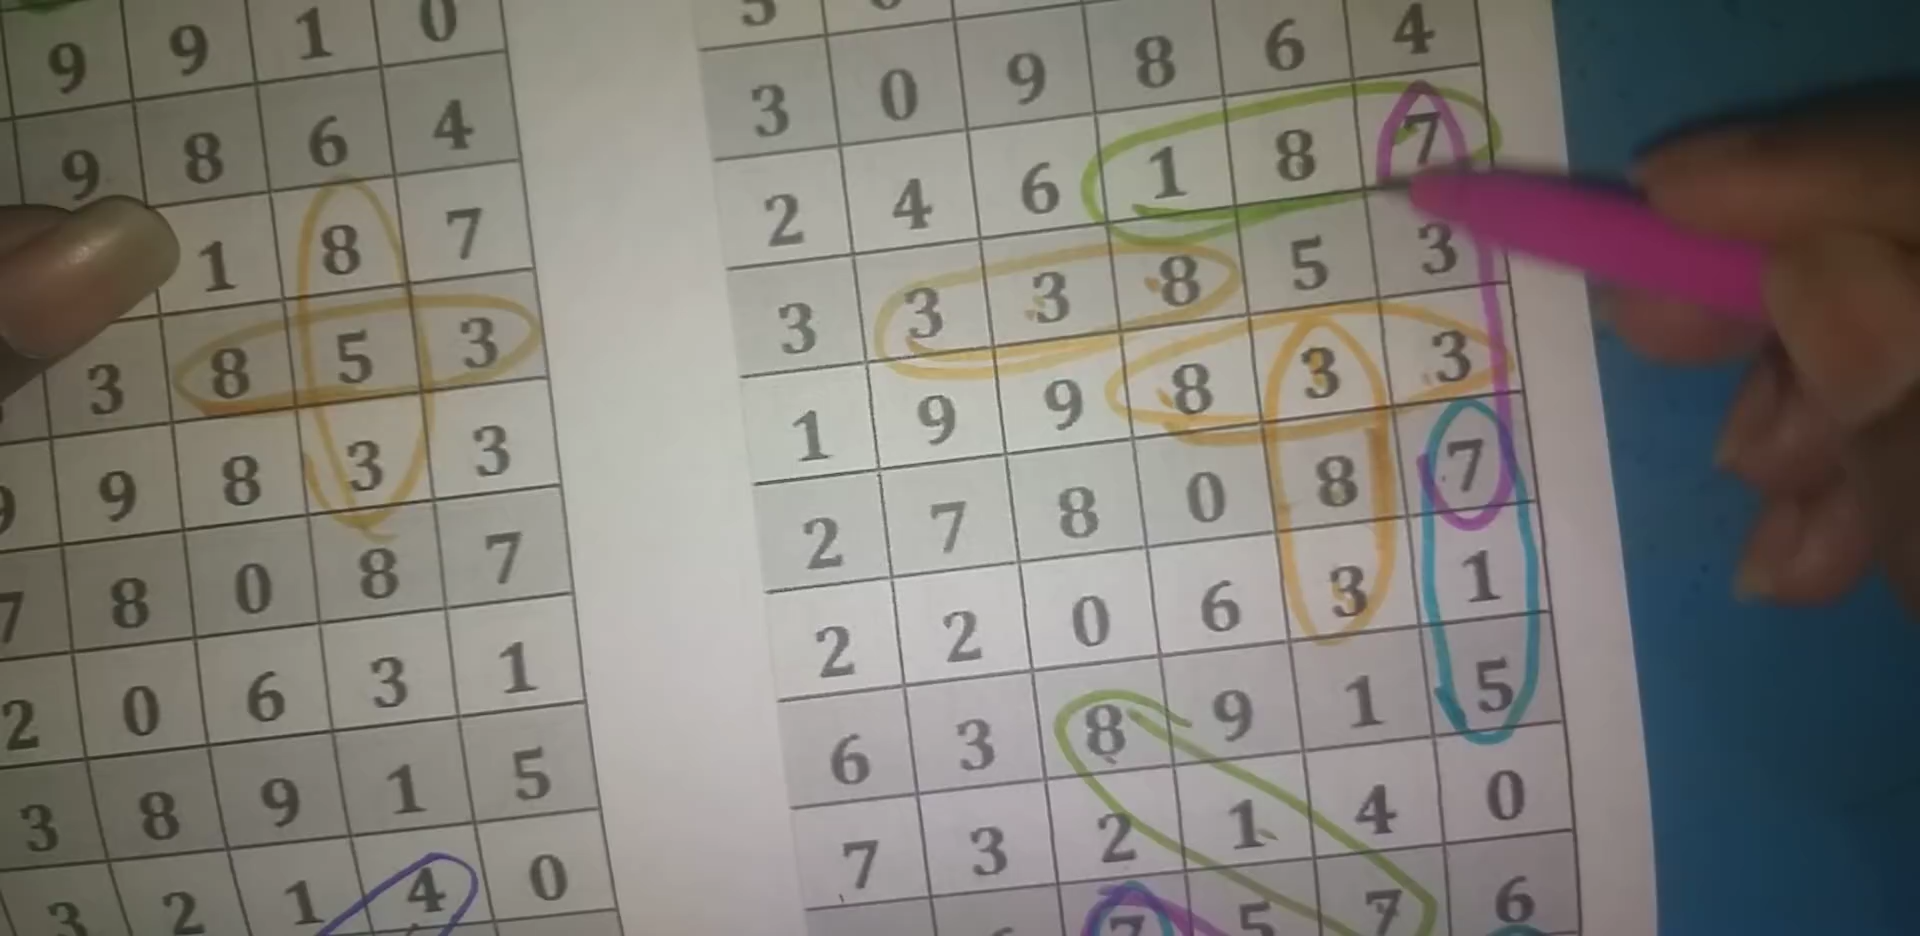 9 9 1 0
9 8 6 4
1 8 7
3 8 5 3
9 8 3 3
7 8 0 8 7
2 0 6 3 1
3 8 9 1 5
3 2 1 4 0
3 0 9 8 6 4
2 4 6 1 8 7
3 3 3 8 5 3
1 9 9 8 3 3
2 7 8 0 8 7
2 2 0 6 3 1
6 3 8 9 1 5
7 3 2 1 4 0
7 5 7 6